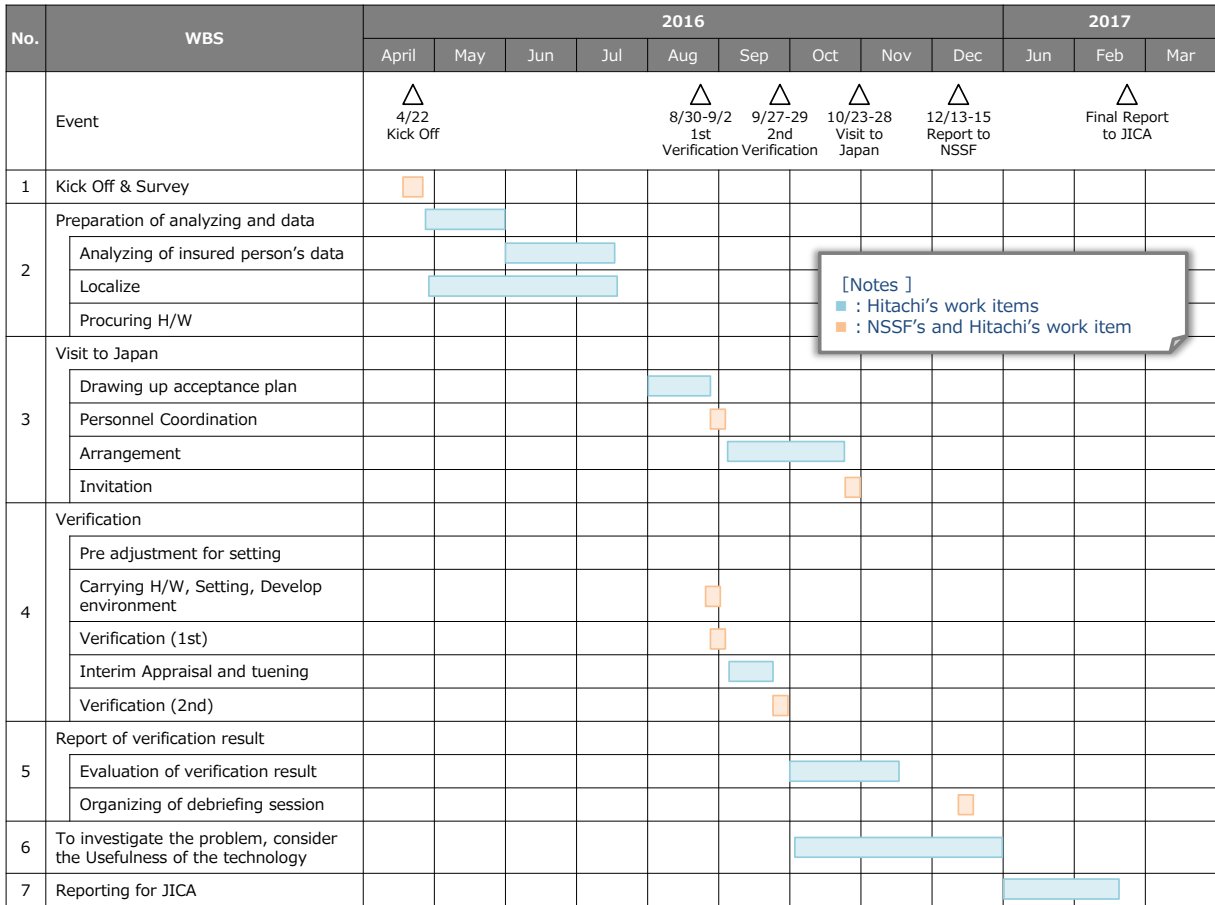 No.
WBS
2016
2017
April May Jun Jul Aug Sep Oct Nov Dec Jun Feb Mar
Event
4/22
Kick Off
8/30-9/2
1st
Verification
9/27-29
2nd
Verification
10/23-28
Visit to
Japan
12/13-15
Report to
NSSF
Final Report
to JICA
1 Kick Off & Survey
2
Preparation of analyzing and data
Analyzing of insured person’s data
Localize
Procuring H/W
[Notes ]
: Hitachi’s work items
: NSSF’s and Hitachi’s work item
3
Visit to Japan
Drawing up acceptance plan
Personnel Coordination
Arrangement
Invitation
4
Verification
Pre adjustment for setting
Carrying H/W, Setting, Develop
environment
Verification (1st)
Interim Appraisal and tuening
Verification (2nd)
5
Report of verification result
Evaluation of verification result
Organizing of debriefing session
6
To investigate the problem, consider
the Usefulness of the technology
7 Reporting for JICA